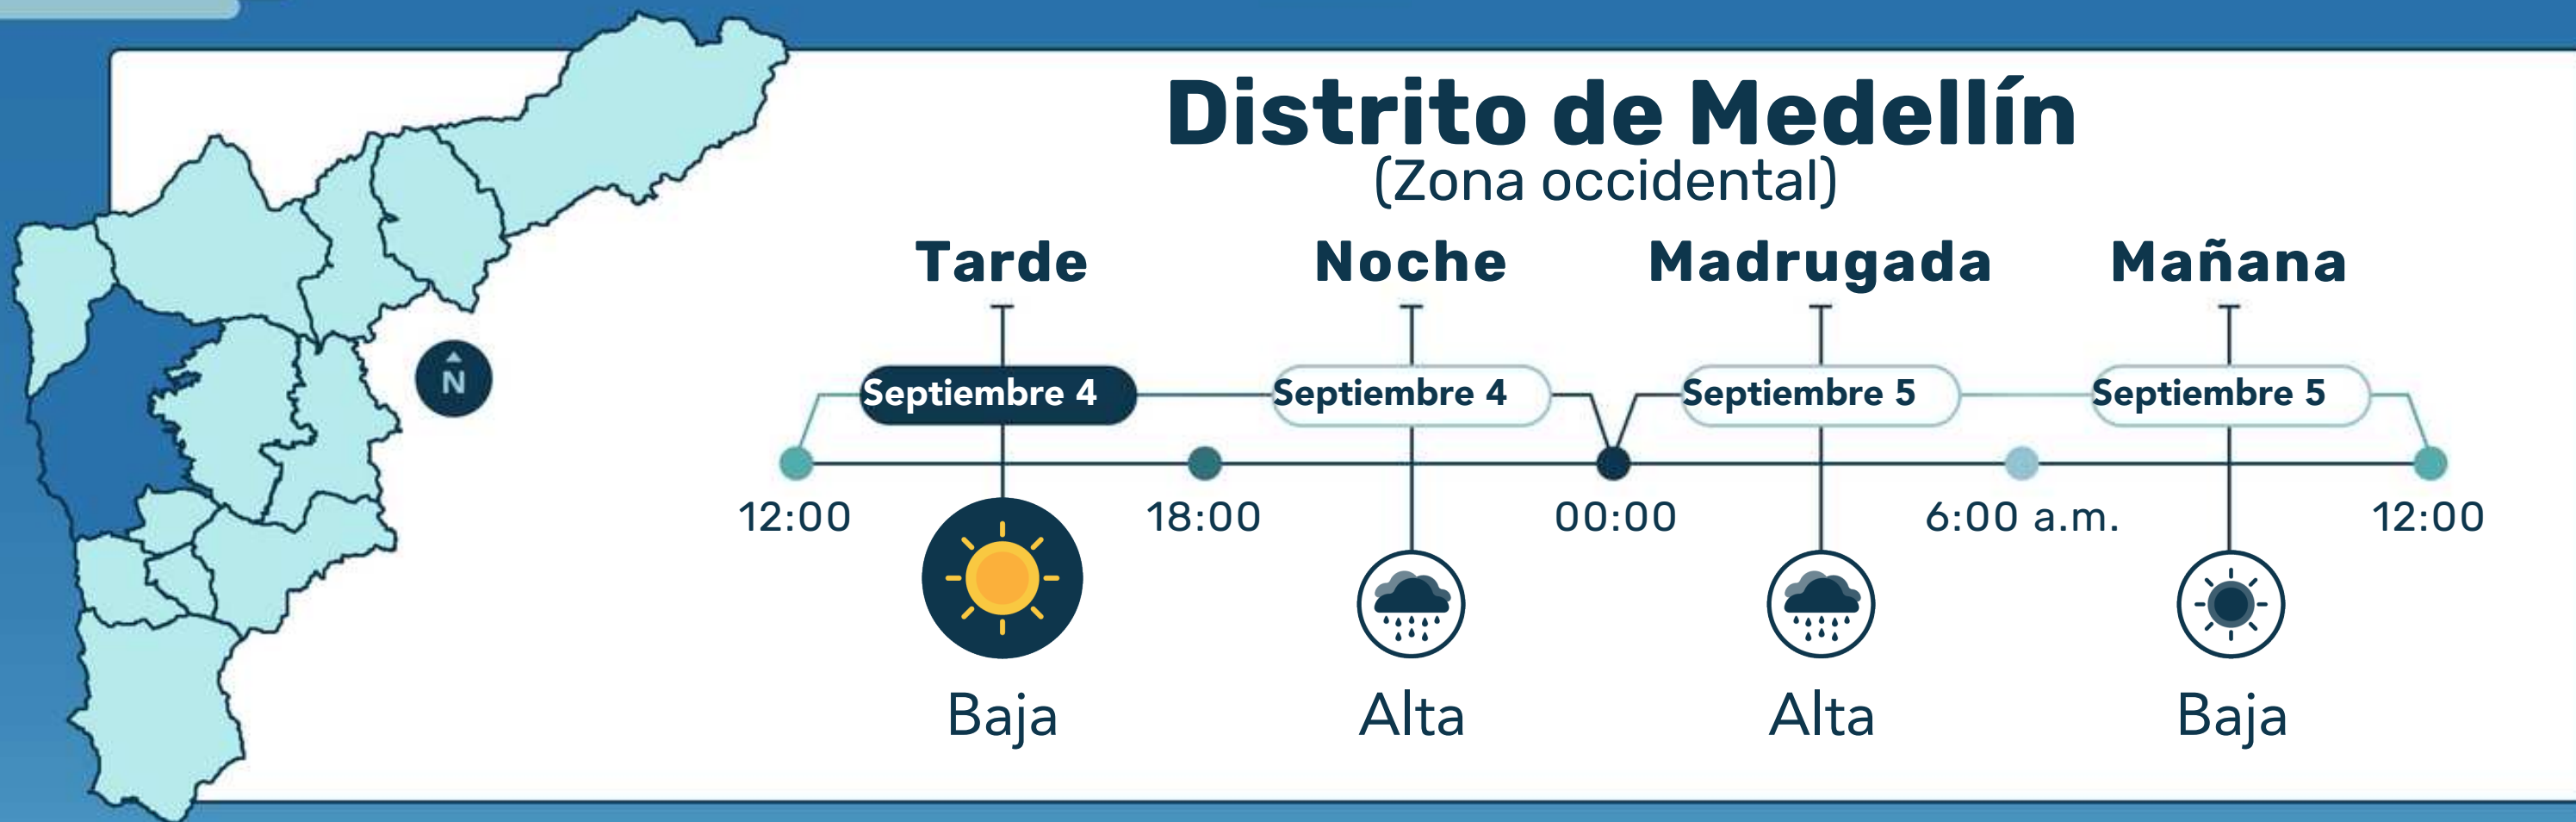 Distrito de Medellín
(Zona occidental)
Tarde Noche Madrugada Mañana
N
Septiembre 4 Septiembre 4 Septiembre 5 Septiembre 5
12:00 18:00 00:00 6:00 a.m. 12:00
Baja Alta Alta Baja